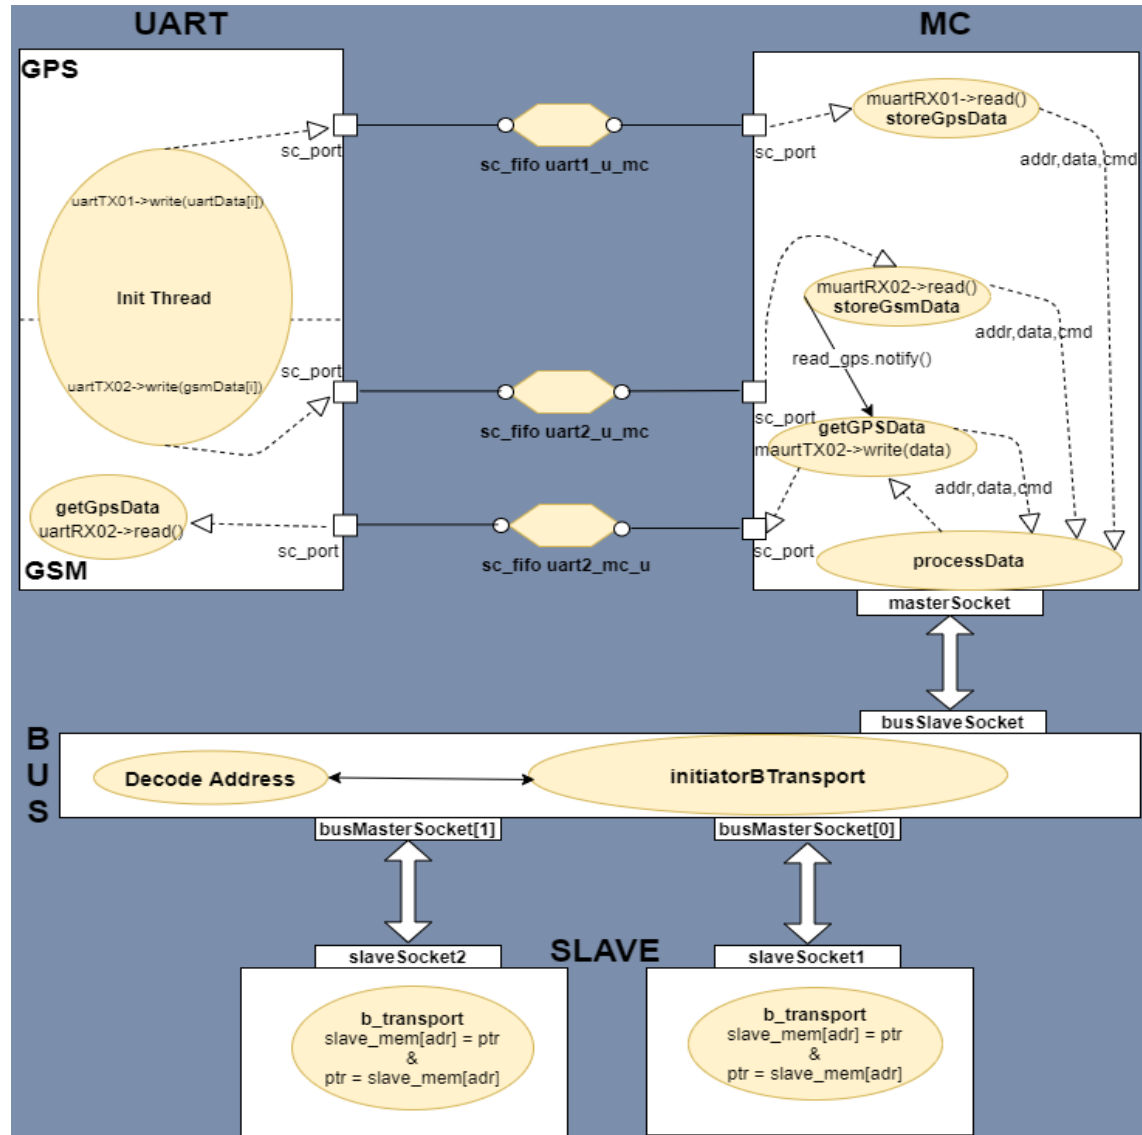 UART
MC
GPS
muartRX01->read()
storeGpsData
sc_port
sc_port
sc_fifo uart1_u_mc
addr,data,cmd
uartTX01->write(uartData[i])
Init Thread
muartRX02->read()
storeGsmData
addr,data,cmd
read_gps.notify()
uartTX02->write(gsmData[i])
sc_port
sc_port
sc_fifo uart2_u_mc
getGPSData
maurtTX02->write(data)
addr,data,cmd
getGpsData
uartRX02->read()
sc_port
sc_port
sc_fifo uart2_mc_u
GSM
processData
masterSocket
busSlaveSocket
B
U
S
Decode Address
initiatorBTransport
busMasterSocket[1]
busMasterSocket[0]
SLAVE
slaveSocket2
slaveSocket1
b_transport
slave_mem[adr] = ptr
&
ptr = slave_mem[adr]
b_transport
slave_mem[adr] = ptr
&
ptr = slave_mem[adr]